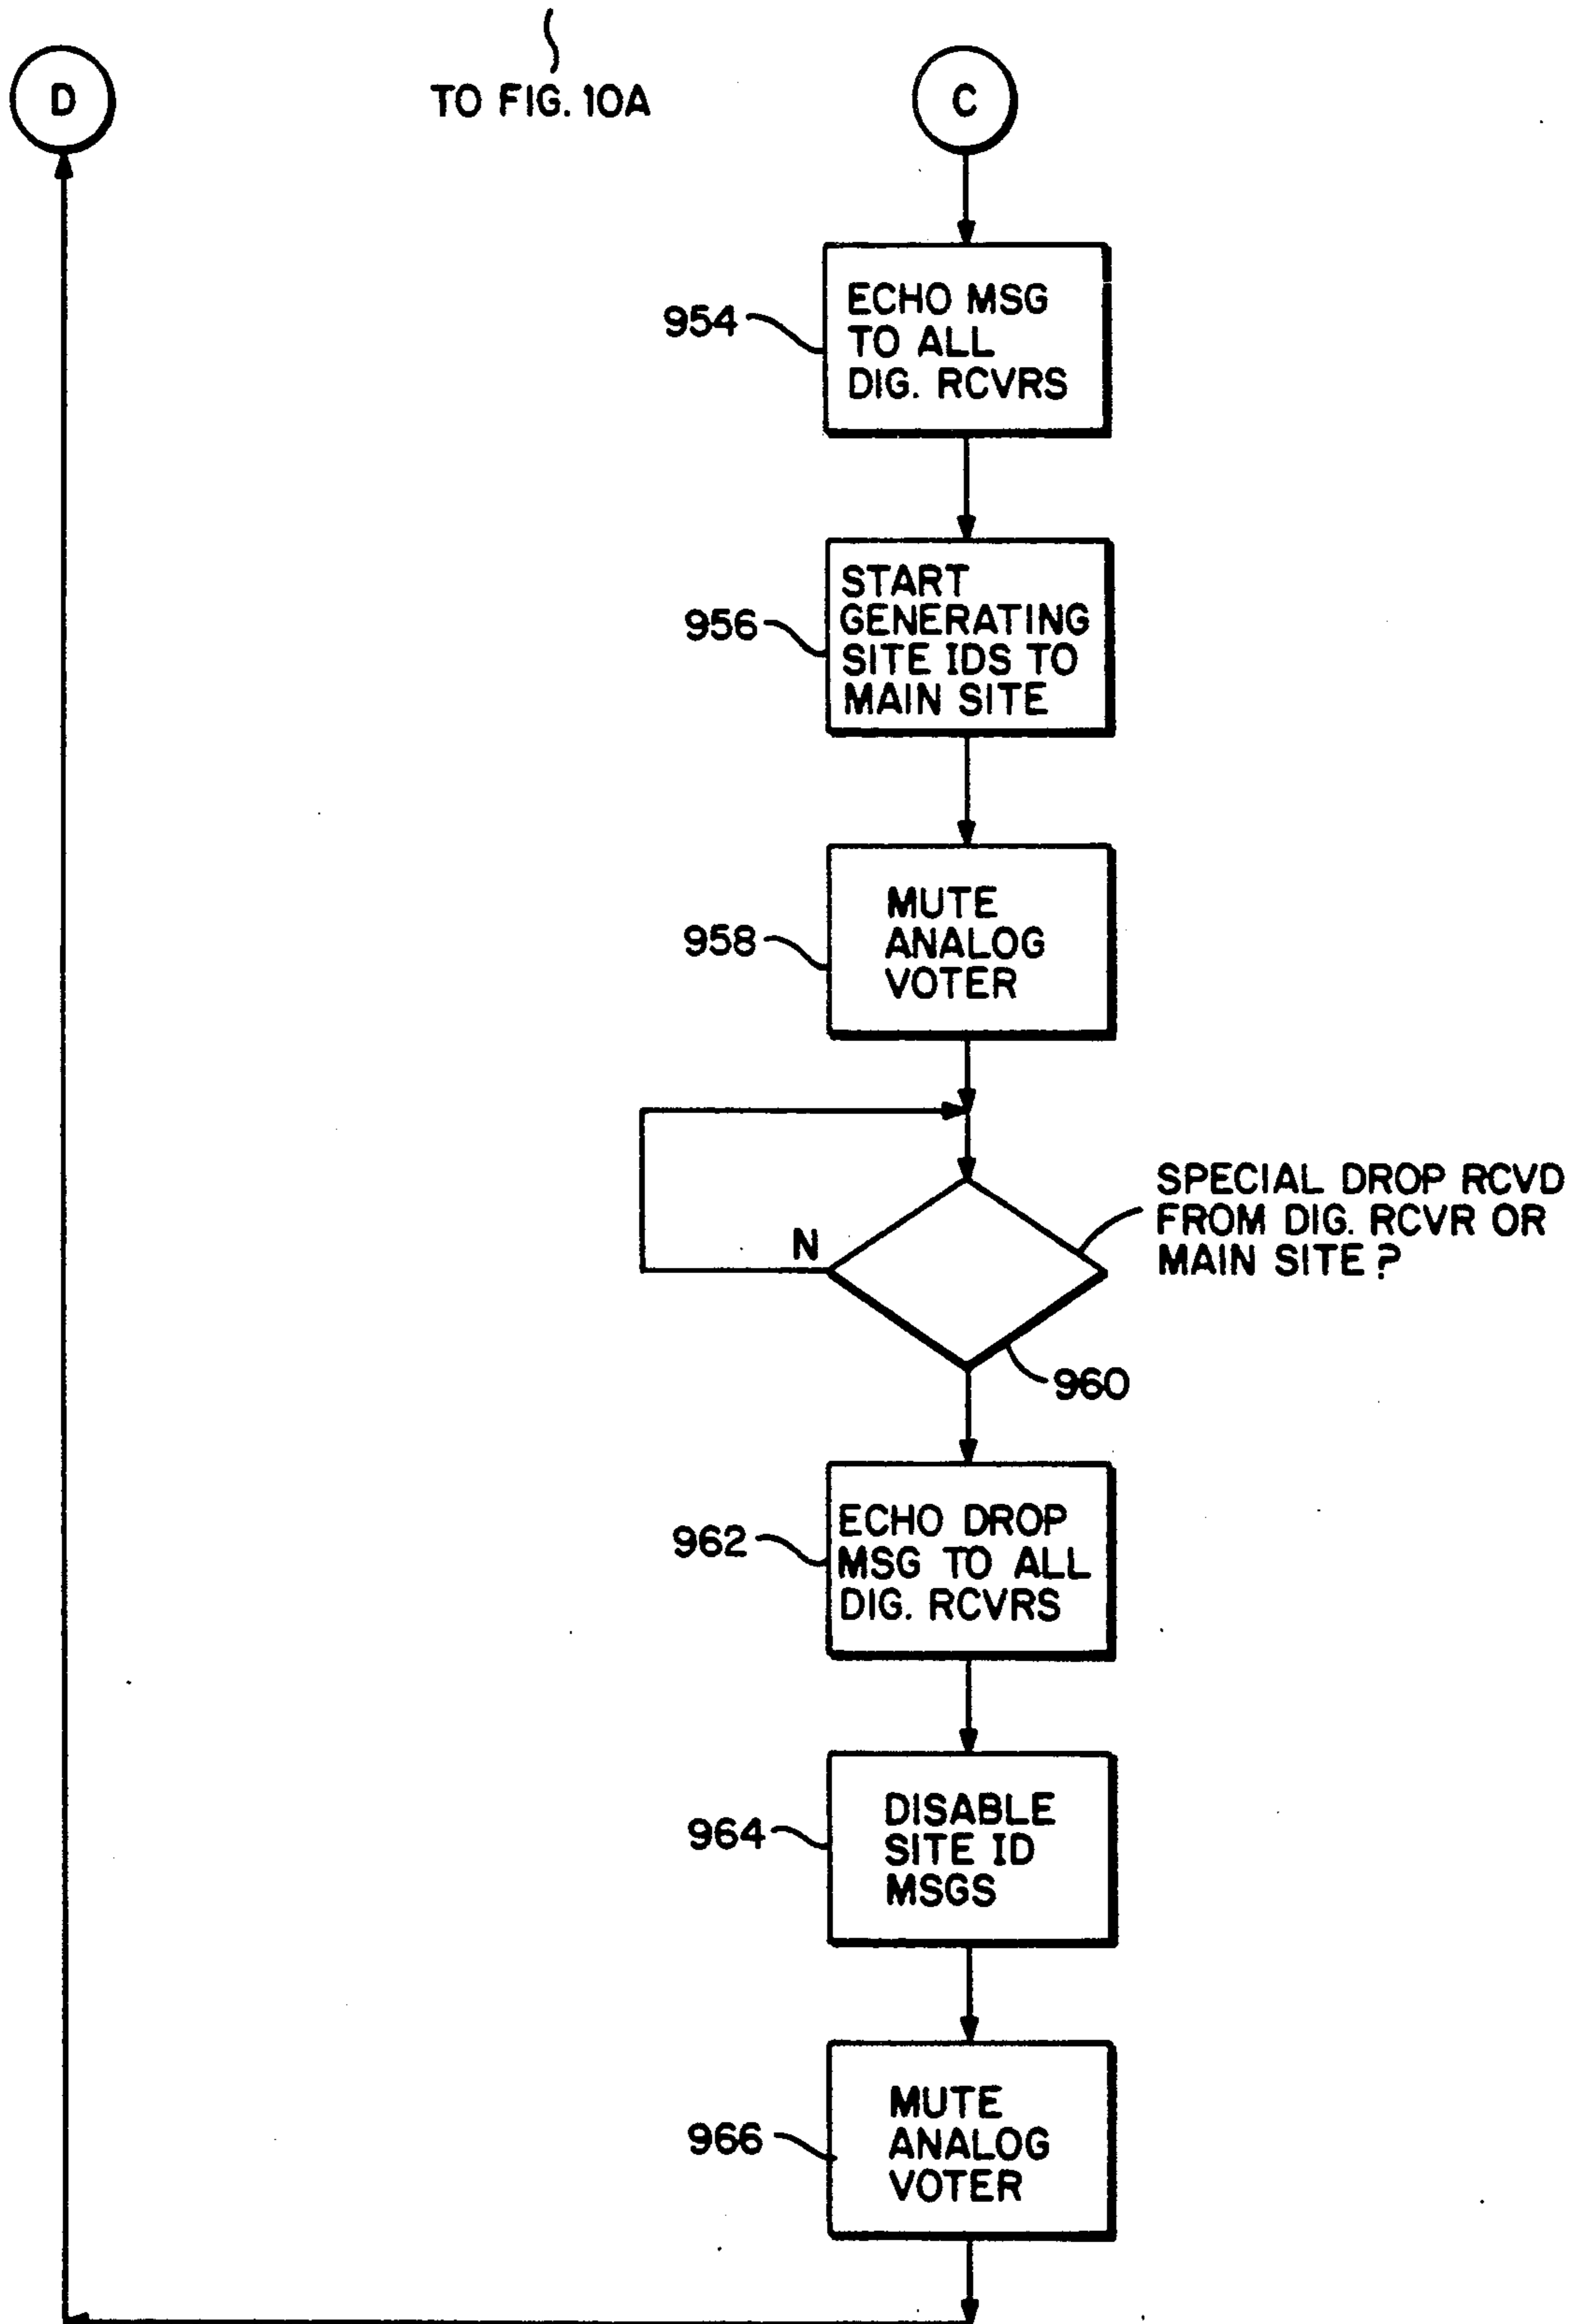 D
TO FIG. 10A
C
954
ECHO MSG
TO ALL
DIG. RCVRS
956
START
GENERATING
SITE IDS TO
MAIN SITE
958
MUTE
ANALOG
VOTER
N
SPECIAL DROP RCVD
FROM DIG. RCVR OR
MAIN SITE?
960
962
ECHO DROP
MSG TO ALL
DIG. RCVRS
964
DISABLE
SITE ID
MSGS
966
MUTE
ANALOG
VOTER